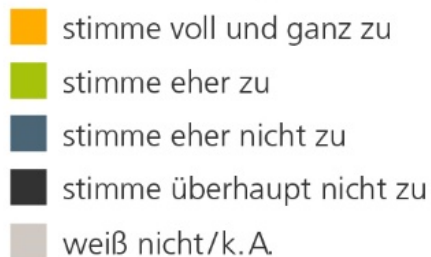 stimme voll und ganz zu
stimme eher zu
stimme eher nicht zu
stimme überhaupt nicht zu
weiß nicht/k.A.